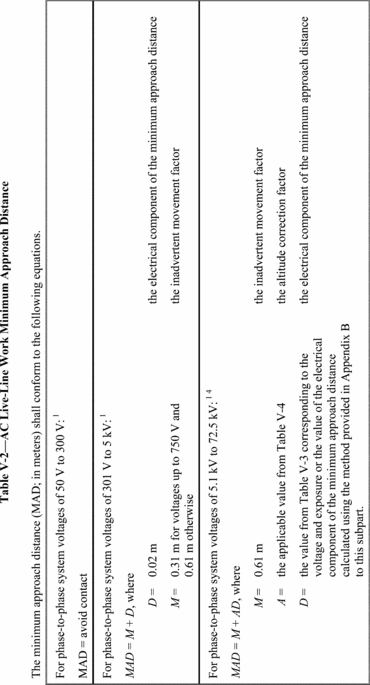 Table V-2—AC Live-Line Work Minimum Approach Distance
The minimum approach distance (MAD; in meters) shall conform to the following equations.
For phase-to-phase system voltages of 50 V to 300 V: 1
MAD = avoid contact
For phase-to-phase system voltages of 301 V to 5 kV: 1
MAD = M + D, where
D = 0.02 m the electrical component of the minimum approach distance
M = 0.31 m for voltages up to 750 V and the inadvertent movement factor
0.61 m otherwise
For phase-to-phase system voltages of 5.1 kV to 72.5 kV: 1 4
MAD = M + AD, where
M = 0.61 m the inadvertent movement factor
A = the applicable value from Table V-4 the altitude correction factor
D = the value from Table V-3 corresponding to the the electrical component of the minimum approach distance
voltage and exposure or the value of the electrical
component of the minimum approach distance
calculated using the method provided in Appendix B
to this subpart.